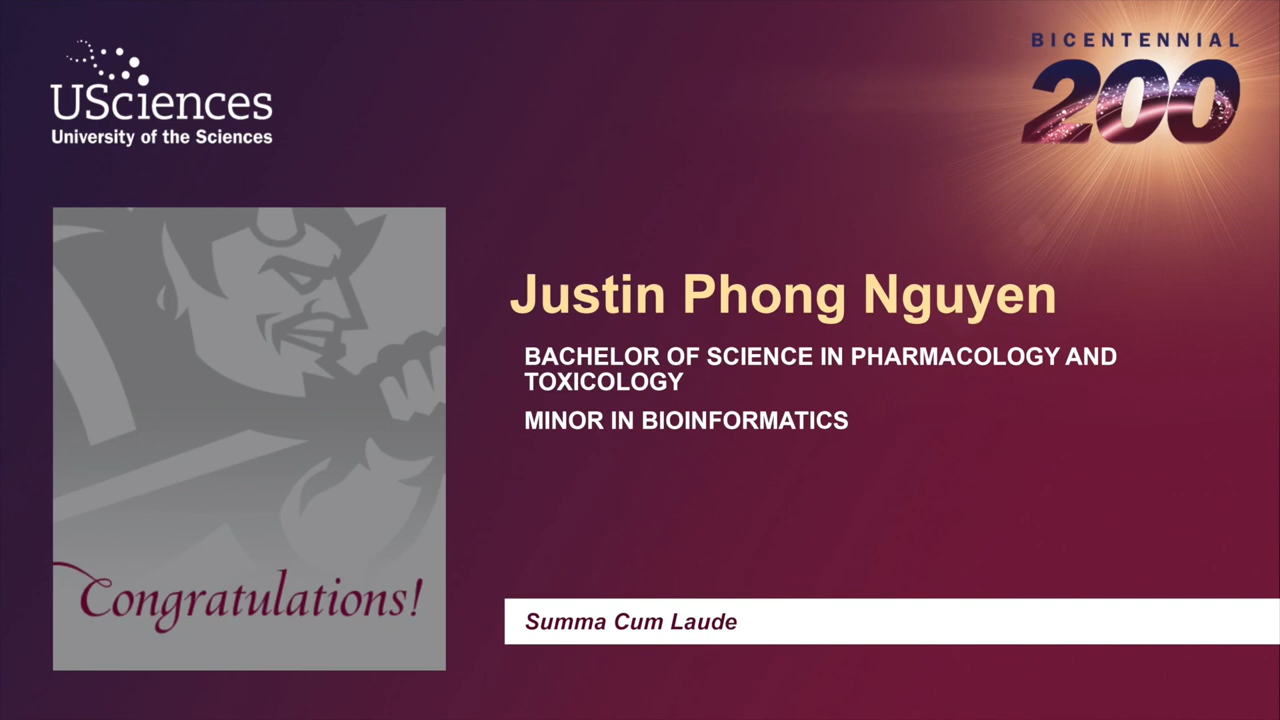 USciences
University of the Sciences
BICENTENNIAL
200
Justin Phong Nguyen
BACHELOR OF SCIENCE IN PHARMACOLOGY AND
TOXICOLOGY
MINOR IN BIOINFORMATICS
Congratulations!
Summa Cum Laude